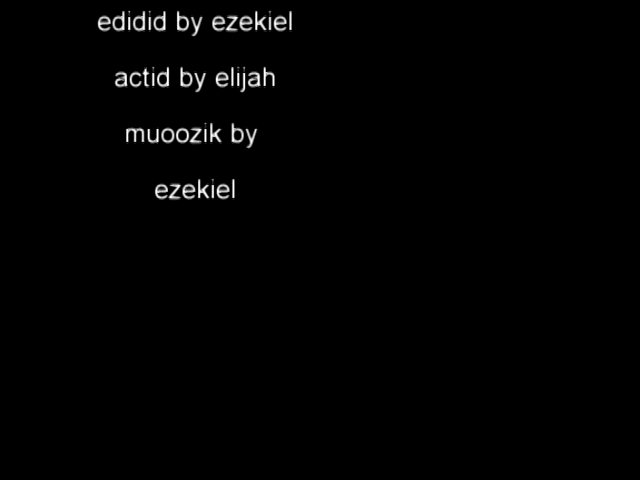 edidid by ezekiel
actid by elijah
muoozik by
ezekiel